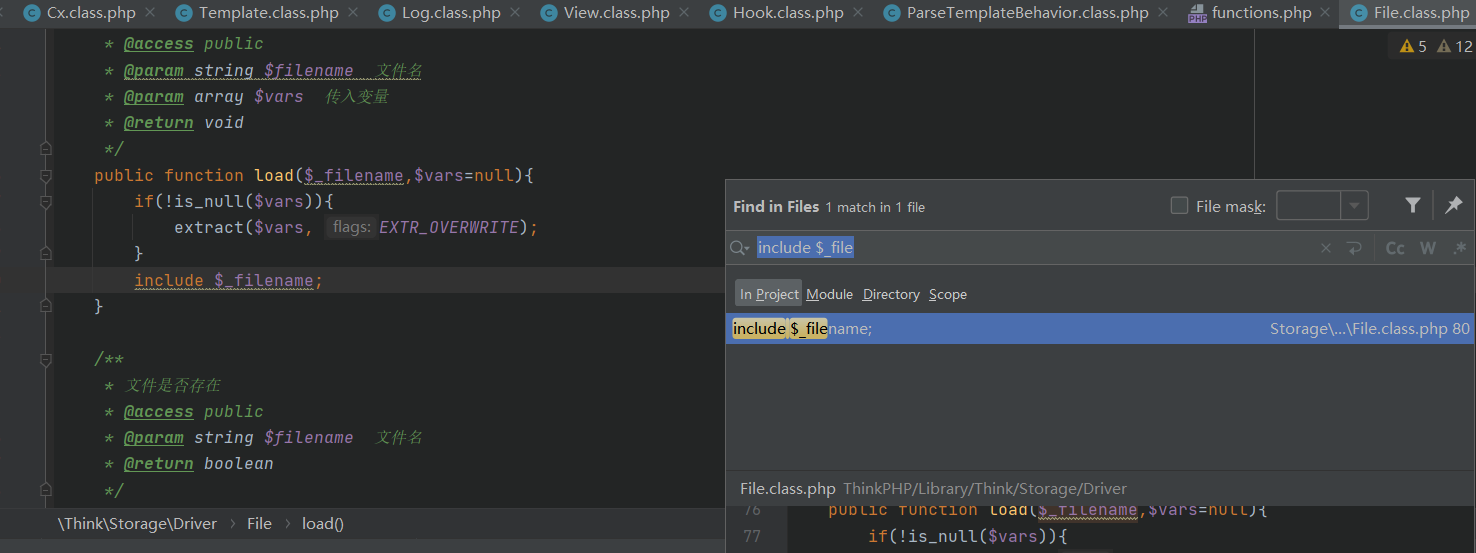 Cx.class.php Template.class.php Log.class.php View.class.php Hook.class.php ParseTemplateBehavior.class.php functions.php File.class.php
* @access public
* @param string $filename 文件名
* @param array $vars 传入变量
* @return void
*/
public function load($_filename,$vars=null){
if(!is_null($vars)){
extract($vars, flags: EXTR_OVERWRITE);
}
include $_filename;
}
/**
* 文件是否存在
* @access public
* @param string $filename 文件名
* @return boolean
*/
\Think\Storage\Driver › File › load()
5 12
Find in Files 1 match in 1 file File mask:
include $_file Cc W .*
In Project Module Directory Scope
include $_filename; Storage\...\File.class.php 80
File.class.php ThinkPHP/Library/Think/Storage/Driver
76 public function load($_filename,$vars=null){
77 if(!is_null($vars)){